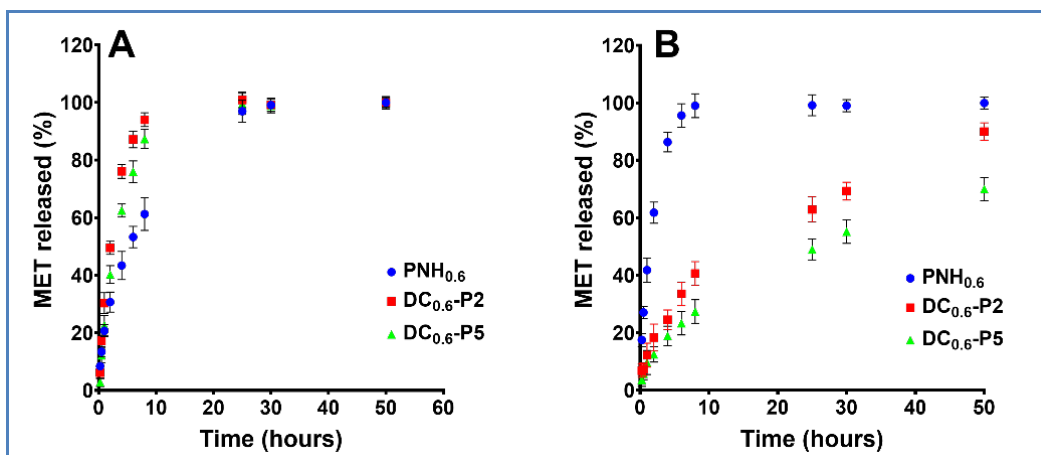 A
MET released (%)
120
100
80
60
40
20
0
0 10 20 30 40 50 60
Time (hours)
PNH0.6
DC0.6-P2
DC0.6-P5
B
MET released (%)
120
100
80
60
40
20
0
0 10 20 30 40 50
Time (hours)
PNH0.6
DC0.6-P2
DC0.6-P5